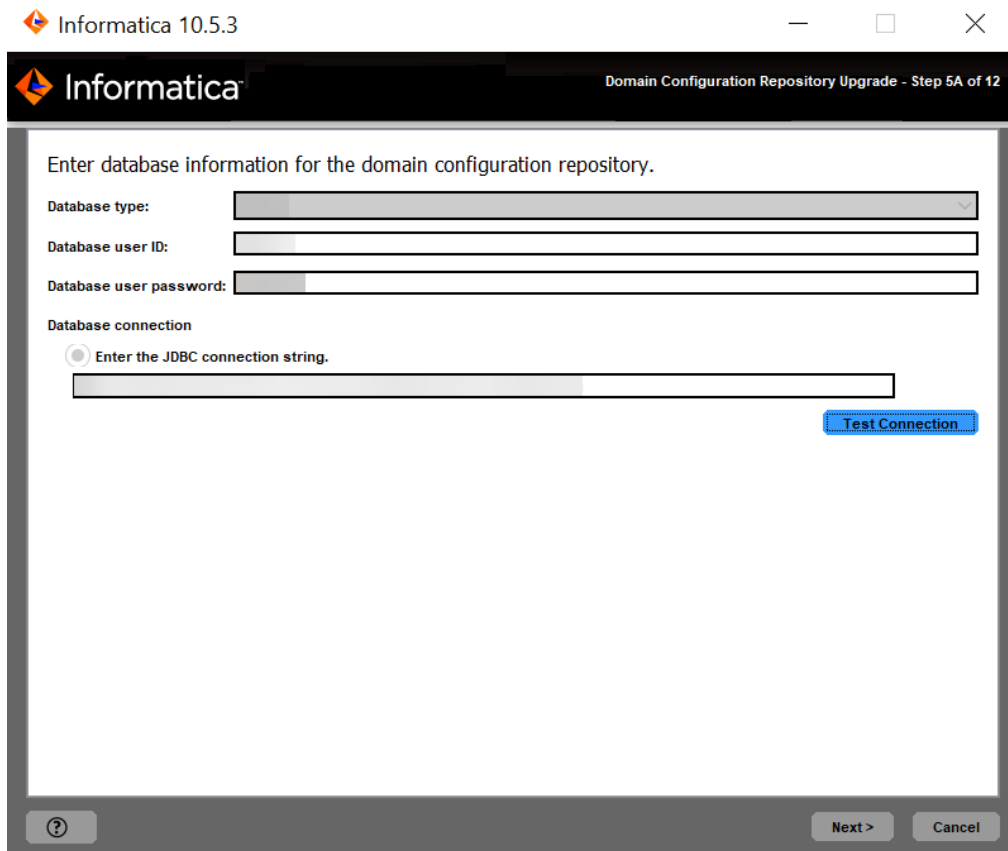 Informatica 10.5.3
Informatica™
Domain Configuration Repository Upgrade - Step 5A of 12
Enter database information for the domain configuration repository.
Database type:
Database user ID:
Database user password:
Database connection
Enter the JDBC connection string.
Test Connection
?
Next >
Cancel